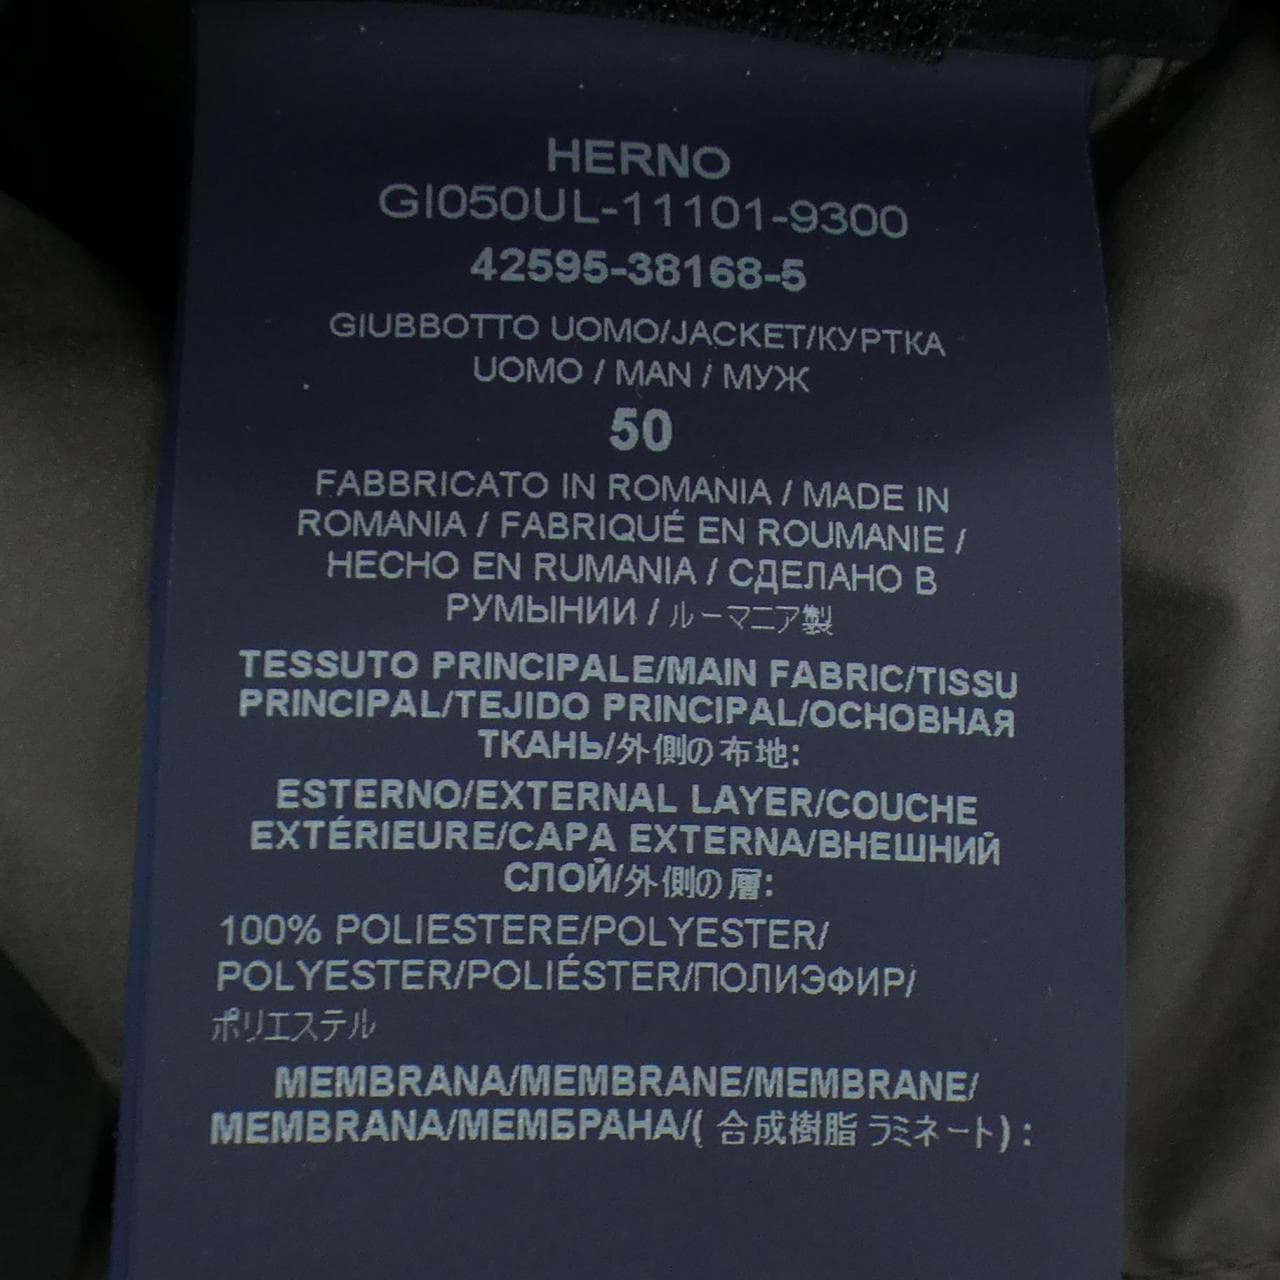 HERNO
GI050UL-11101-9300
42595-38168-5
GIUBBOTTO UOMO/JACKET/КУРТКА
UOMO / MAN / МУЖ
50
FABBRICATO IN ROMANIA / MADE IN
ROMANIA / FABRIQUÉ EN ROUMANIE /
HECHO EN RUMANIA / СДЕЛАНО В
РУМЫНИИ / ルーマニア製
TESSUTO PRINCIPALE/MAIN FABRIC/TISSU
PRINCIPAL/TEJIDO PRINCIPAL/ОСНОВНАЯ
ТКАНЬ/外側の布地:
ESTERNO/EXTERNAL LAYER/COUCHE
EXTÉRIEURE/CAPA EXTERNA/ВНЕШНИЙ
СЛОЙ/外側の層:
100% POLIESTERE/POLYESTER/
POLYESTER/POLIÉSTER/ПОЛИЭФИР/
ポリエステル
MEMBRANA/MEMBRANE/MEMBRANE/
MEMBRANA/МЕМБРАНА/(合成樹脂 ラミネート) :